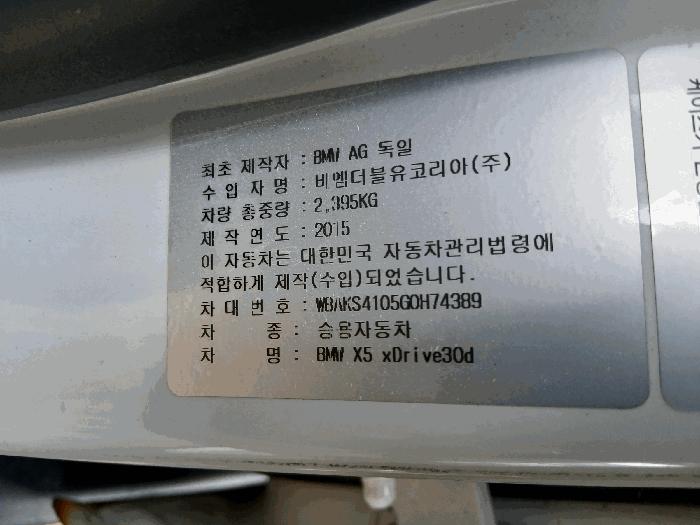 최초 제작자 : BMW AG 독일
수 입 자 명 : 비엠더블유코리아(주)
차량 총중량 : 2,395KG
제 작 연 도 : 2015
이 자동차는 대한민국 자동차관리법령에
적합하게 제작(수입)되었습니다.
차 대 번 호 : WBAKS4105G0H74389
차 종 : 승용자동차
차 명 : BMW X5 xDrive30d